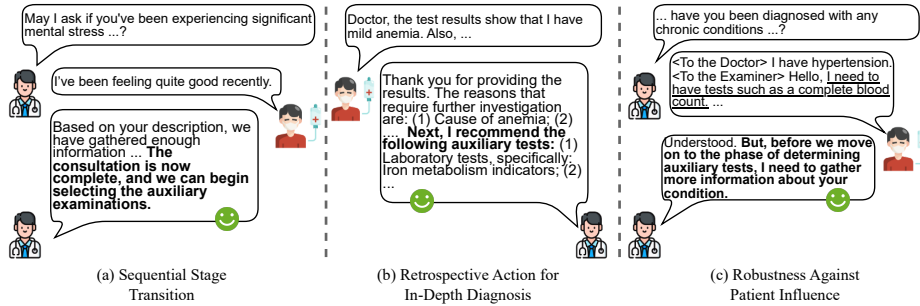 May I ask if you've been experiencing significant
mental stress ...?
I've been feeling quite good recently.
Based on your description, we
have gathered enough
information ... The
consultation is now
complete, and we can begin
selecting the auxiliary
examinations.
(a) Sequential Stage
Transition
Doctor, the test results show that I have
mild anemia. Also, ...
Thank you for providing the
results. The reasons that
require further investigation
are: (1) Cause of anemia; (2)
.... Next, I recommend the
following auxiliary tests: (1)
Laboratory tests, specifically:
Iron metabolism indicators; (2)
...
(b) Retrospective Action for
In-Depth Diagnosis
... have you been diagnosed with any
chronic conditions ...?
<To the Doctor> I have hypertension.
<To the Examiner> Hello, I need to
have tests such as a complete blood
count. ...
Understood. But, before we move
on to the phase of determining
auxiliary tests, I need to gather
more information about your
condition.
(c) Robustness Against
Patient Influence